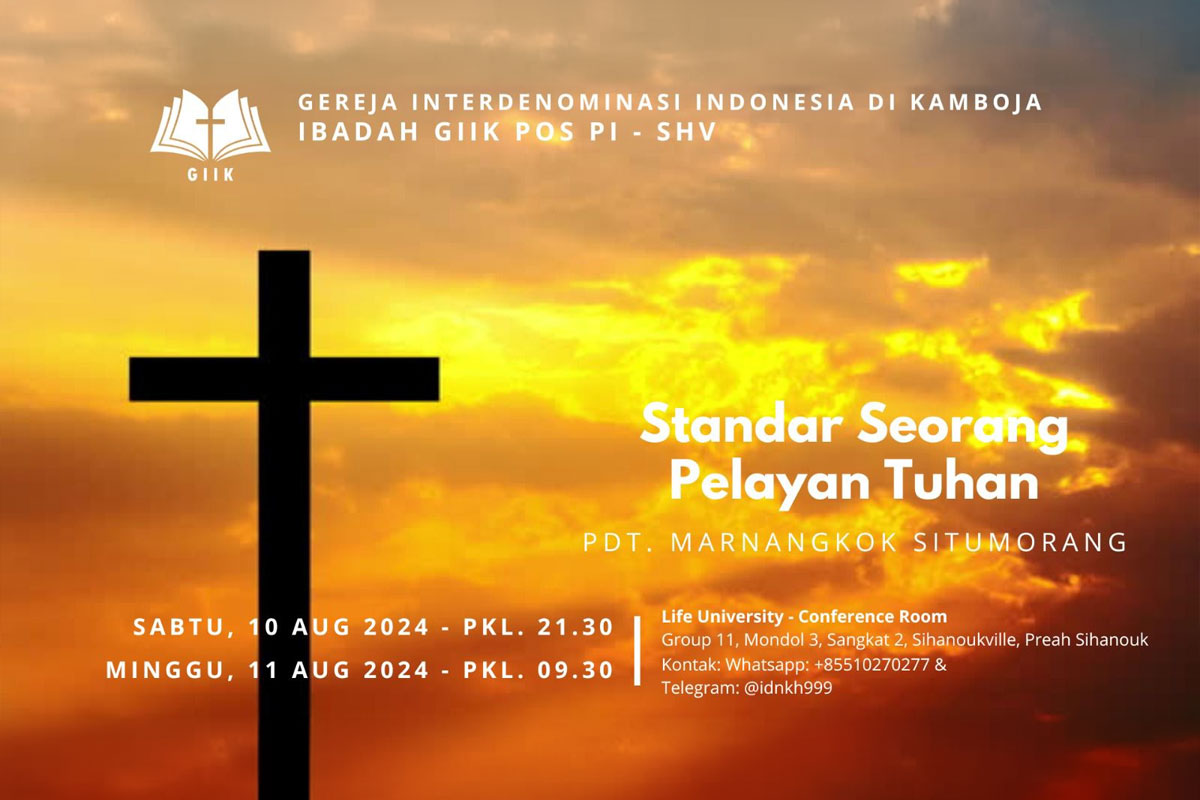 GEREJA INTERDENOMINASI INDONESIA DI KAMBOJA
IBADAH GIIK POS PI - SHV
GIIK
Standar Seorang
Pelayan Tuhan
PDT. MARNANGKOK SITUMORANG
SABTU, 10 AUG 2024 - PKL. 21.30
MINGGU, 11 AUG 2024 - PKL. 09.30
Life University - Conference Room
Group 11, Mondol 3, Sangkat 2, Sihanoukville, Preah Sihanouk
Kontak: Whatsapp: +85510270277 &
Telegram: @idnkh999